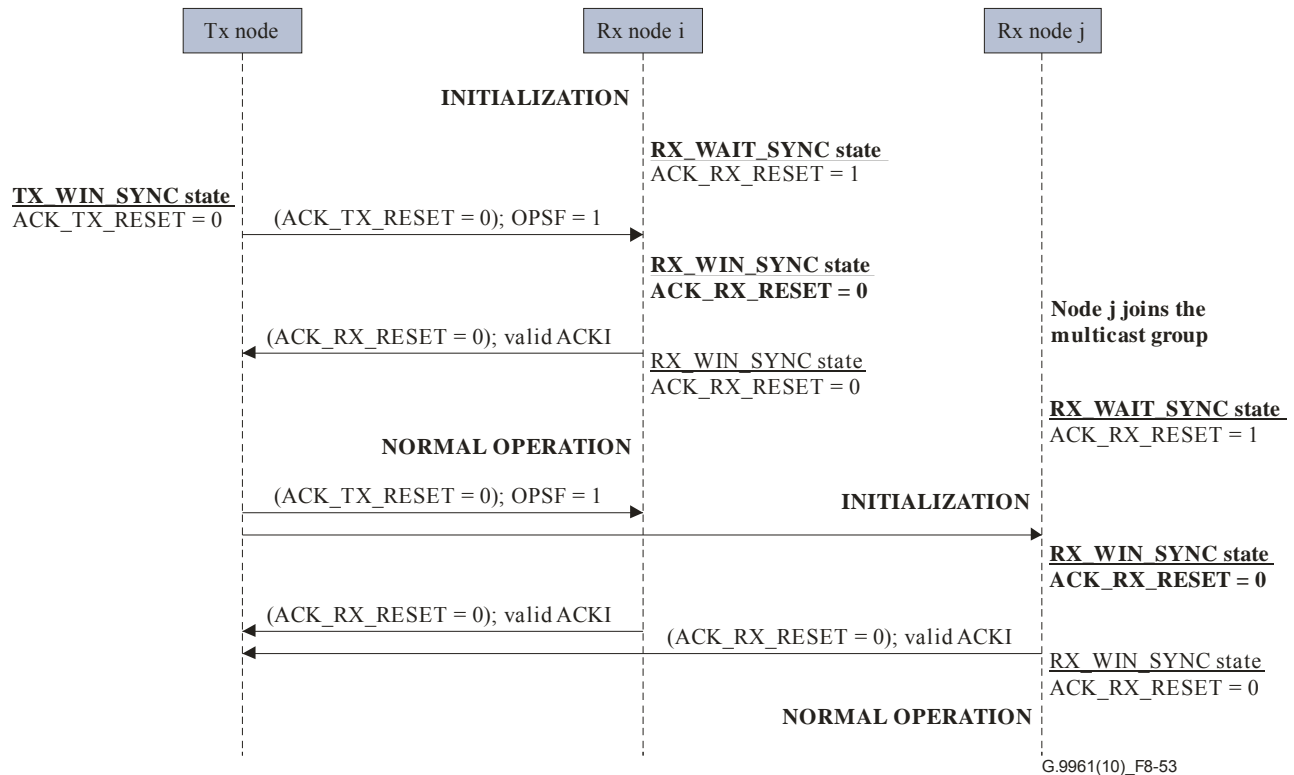 Tx node
Rx node i
Rx node j
INITIALIZATION
RX_WAIT_SYNC state
ACK_RX_RESET = 1
TX_WIN_SYNC state
ACK_TX_RESET = 0
(ACK_TX_RESET = 0); OPSF = 1
RX_WIN_SYNC state
ACK_RX_RESET = 0
Node j joins the
multicast group
(ACK_RX_RESET = 0); valid ACKI
RX_WIN_SYNC state
ACK_RX_RESET = 0
RX_WAIT_SYNC state
ACK_RX_RESET = 1
NORMAL OPERATION
(ACK_TX_RESET = 0); OPSF = 1
INITIALIZATION
RX_WIN_SYNC state
ACK_RX_RESET = 0
(ACK_RX_RESET = 0); valid ACKI
(ACK_RX_RESET = 0); valid ACKI
RX_WIN_SYNC state
ACK_RX_RESET = 0
NORMAL OPERATION
G.9961(10)_F8-53